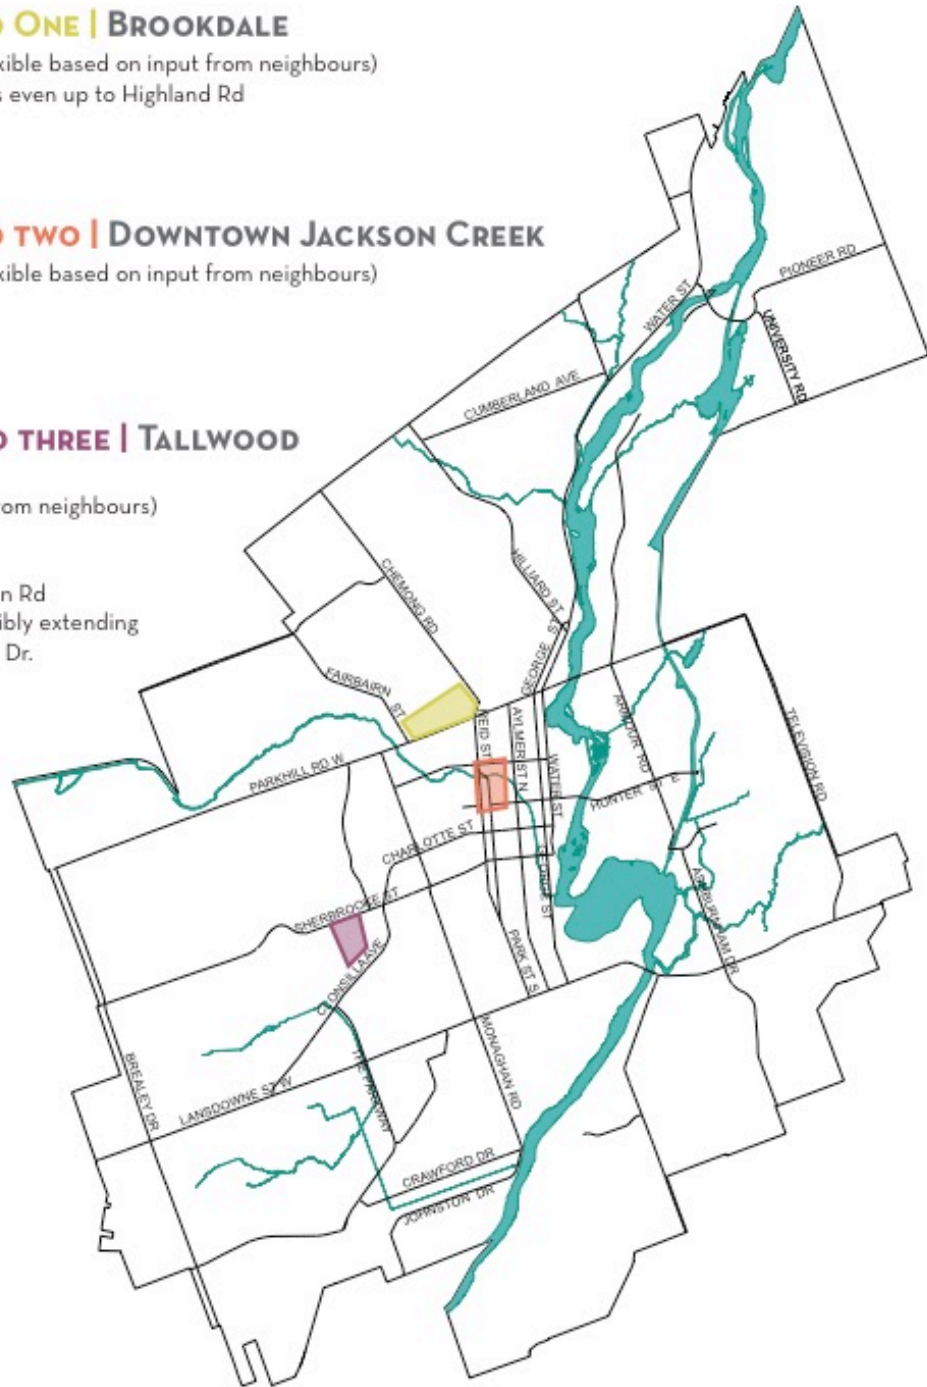 D ONE | BROOKDALE
xible based on input from neighbours)
s even up to Highland Rd
D TWO | DOWNTOWN JACKSON CREEK
xible based on input from neighbours)
D THREE | TALLWOOD
rom neighbours)
n Rd
ibly extending
Dr.
PIONEER RD
WATER ST
UNIVERSITY RD
CUMBERLAND AVE
HILLIARD ST
CHEMONG RD
GEORGE ST
FAIRBAIRN ST
REID ST
AYLMER ST N
ARMOUR RD
TELEVISION RD
PARKHILL RD W
WATER ST
HUNTER ST E
CHARLOTTE ST
GEORGE ST
SHERBROOKE ST
ASHBURNHAM DR
CLONSILLA AVE
PARK ST S
MONAGHAN RD
BREALEY DR
THE PARKWAY
LANSDOWNE ST W
CRAWFORD DR
JOHNSTON DR